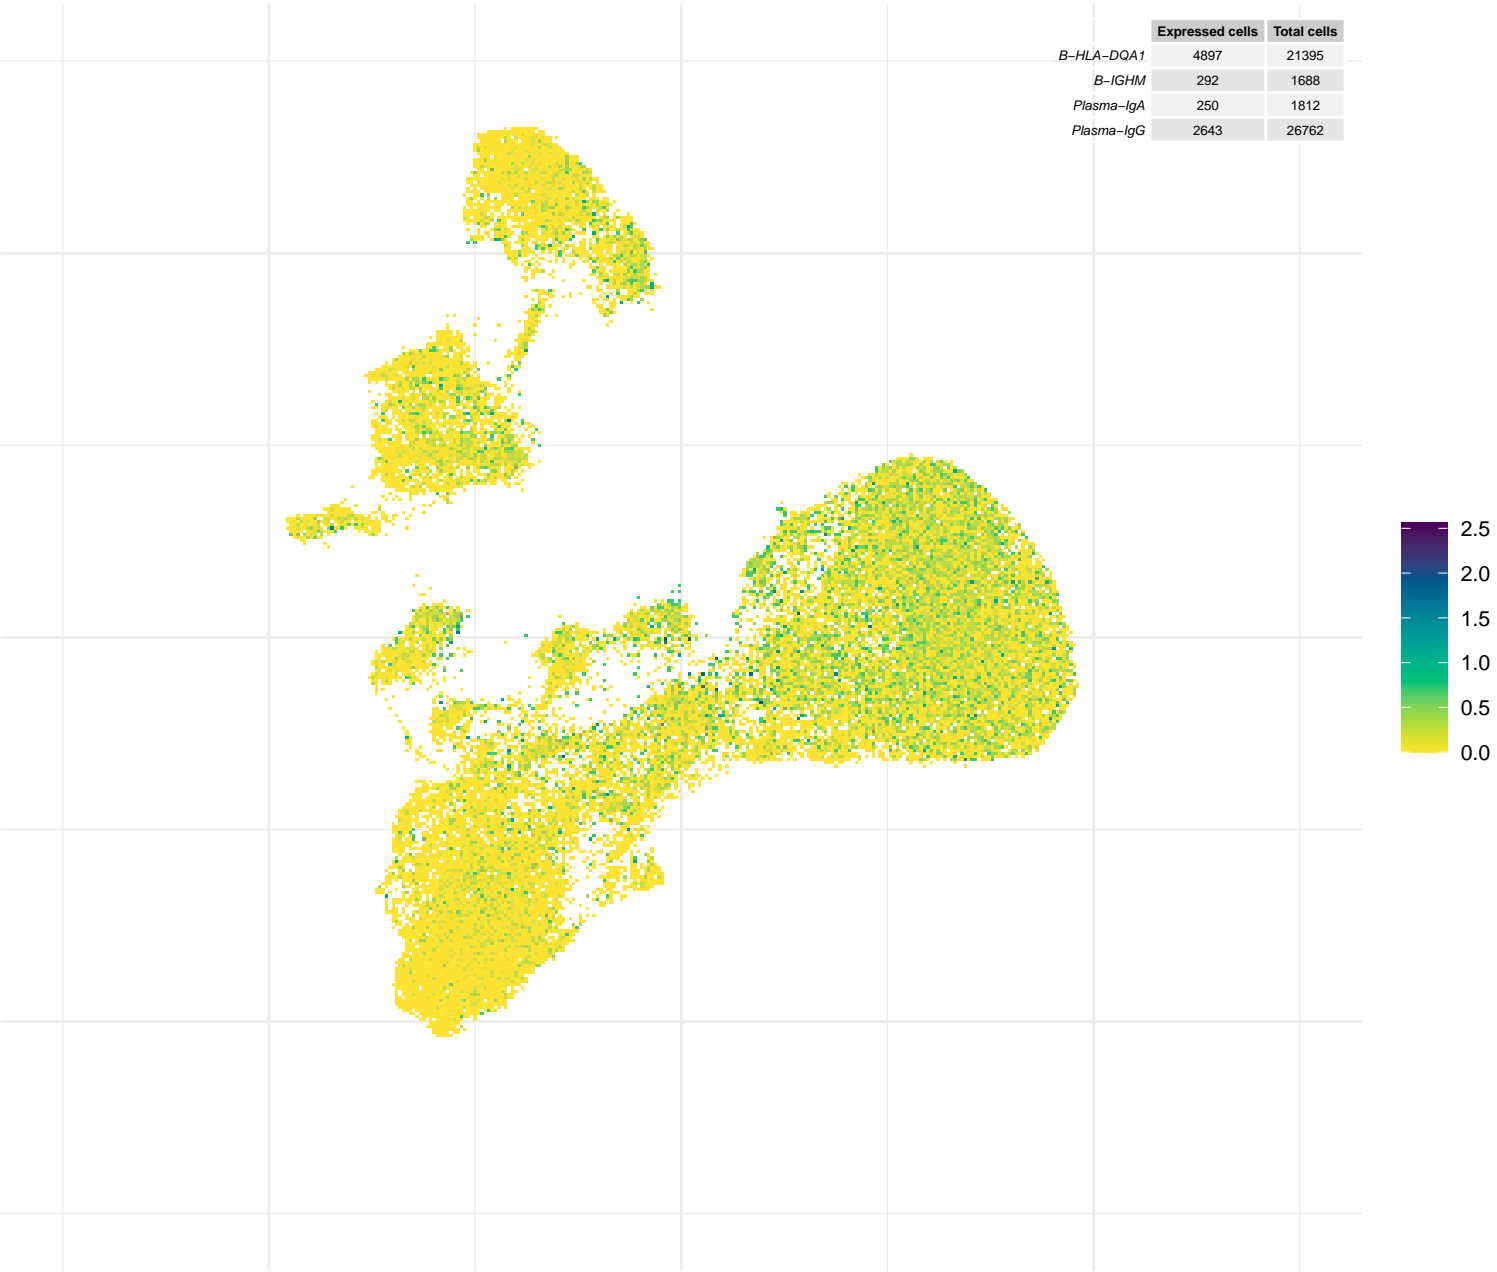 Expressed cells Total cells
B−HLA−DQA1 4897 21395
B−IGHM 292 1688
Plasma−IgA 250 1812
Plasma−IgG 2643 26762
2.5
2.0
1.5
1.0
0.5
0.0